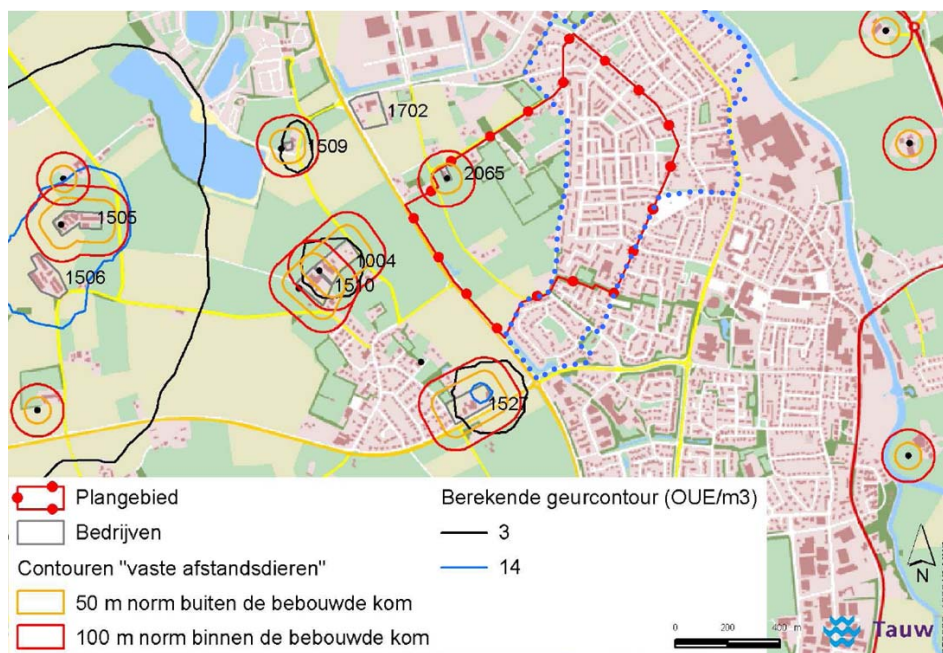 1702
1509
2065
1505
1004
1506
1510
1527
Plangebied
Bedrijven
Contouren "vaste afstandsdieren"
50 m norm buiten de bebouwde kom
100 m norm binnen de bebouwde kom
Berekende geurcontour (OUE/m3)
3
14
N
0 200 400 m
Tauw